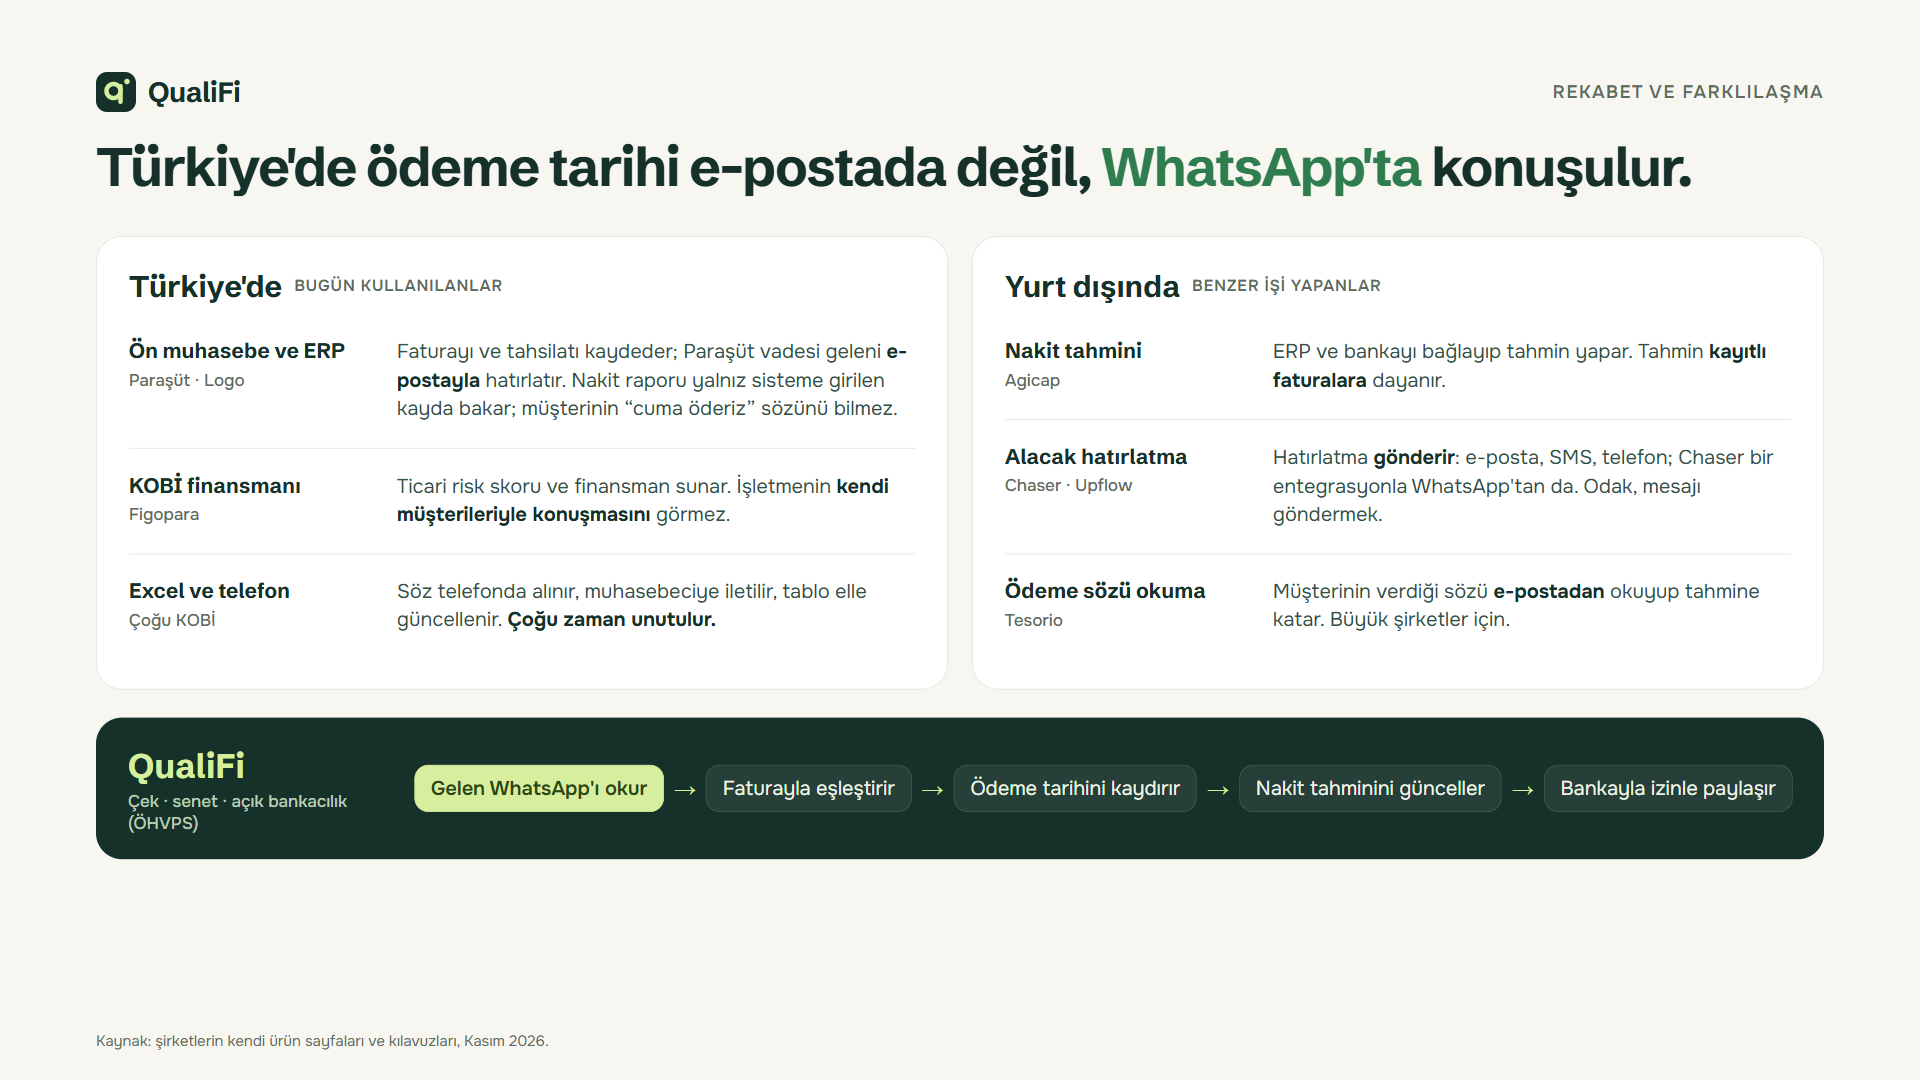 QualiFi
REKABET VE FARKLILAŞMA
Türkiye'de ödeme tarihi e-postada değil, WhatsApp'ta konuşulur.
Türkiye'de BUGÜN KULLANILANLAR
Ön muhasebe ve ERP
Paraşüt · Logo
Faturayı ve tahsilatı kaydeder; Paraşüt vadesi geleni e-
postayla hatırlatır. Nakit raporu yalnız sisteme girilen
kayda bakar; müşterinin “cuma öderiz” sözünü bilmez.
KOBİ finansmanı
Figopara
Ticari risk skoru ve finansman sunar. İşletmenin kendi
müşterileriyle konuşmasını görmez.
Excel ve telefon
Çoğu KOBİ
Söz telefonda alınır, muhasebeciye iletilir, tablo elle
güncellenir. Çoğu zaman unutulur.
Yurt dışında BENZER İŞİ YAPANLAR
Nakit tahmini
Agicap
ERP ve bankayı bağlayıp tahmin yapar. Tahmin kayıtlı
faturalara dayanır.
Alacak hatırlatma
Chaser · Upflow
Hatırlatma gönderir: e-posta, SMS, telefon; Chaser bir
entegrasyonla WhatsApp'tan da. Odak, mesajı
göndermek.
Ödeme sözü okuma
Tesorio
Müşterinin verdiği sözü e-postadan okuyup tahmine
katar. Büyük şirketler için.
QualiFi
Çek · senet · açık bankacılık
(ÖHVPS)
Gelen WhatsApp'ı okur → Faturayla eşleştirir → Ödeme tarihini kaydırır → Nakit tahminini günceller → Bankayla izinle paylaşır
Kaynak: şirketlerin kendi ürün sayfaları ve kılavuzları, Kasım 2026.